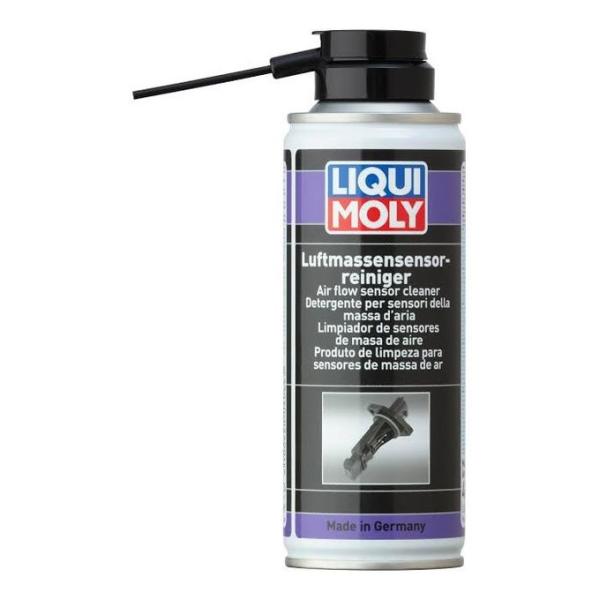 LIQUI
MOLY
Luftmassensensor-
reiniger
Air flow sensor cleaner
Detergente per sensori della
massa d'aria
Limpiador de sensores
de masa de aire
Produto de limpeza para
sensores de massa de ar
Made in Germany